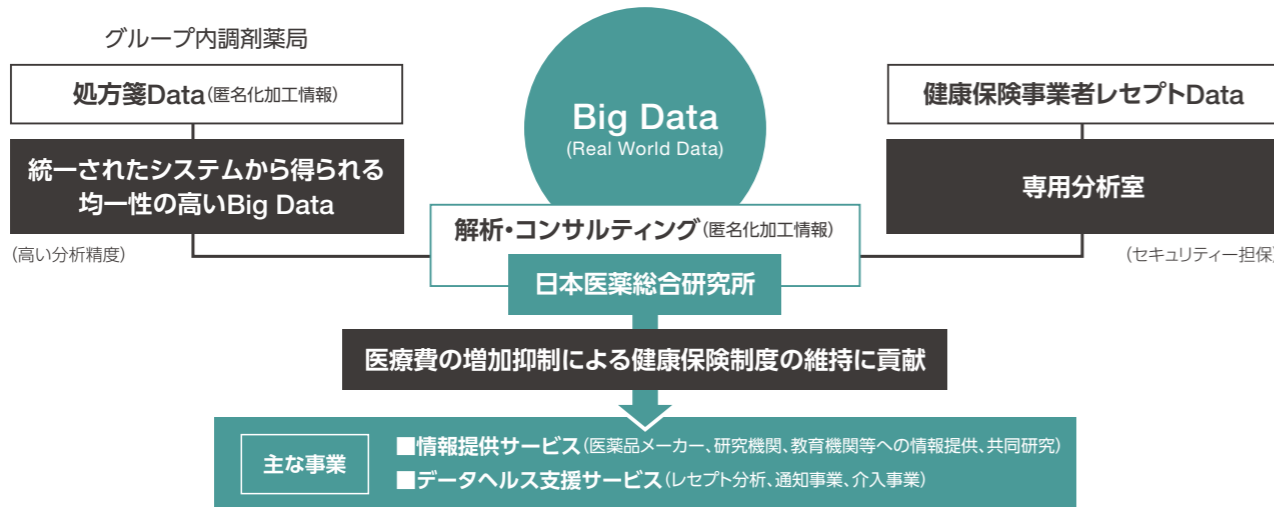 グループ内調剤薬局
処方箋Data(匿名化加工情報)
統一されたシステムから得られる
均一性の高いBig Data
(高い分析精度)
Big Data
(Real World Data)
健康保険事業者レセプトData
専用分析室
(セキュリティー担保)
解析・コンサルティング(匿名化加工情報)
日本医薬総合研究所
医療費の増加抑制による健康保険制度の維持に貢献
主な事業
■情報提供サービス(医薬品メーカー、研究機関、教育機関等への情報提供、共同研究)
■データヘルス支援サービス(レセプト分析、通知事業、介入事業)